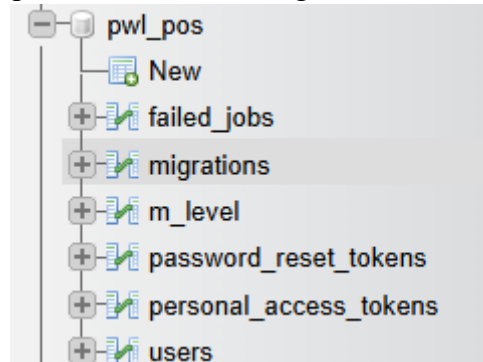 pwl_pos
New
failed_jobs
migrations
m_level
password_reset_tokens
personal_access_tokens
users